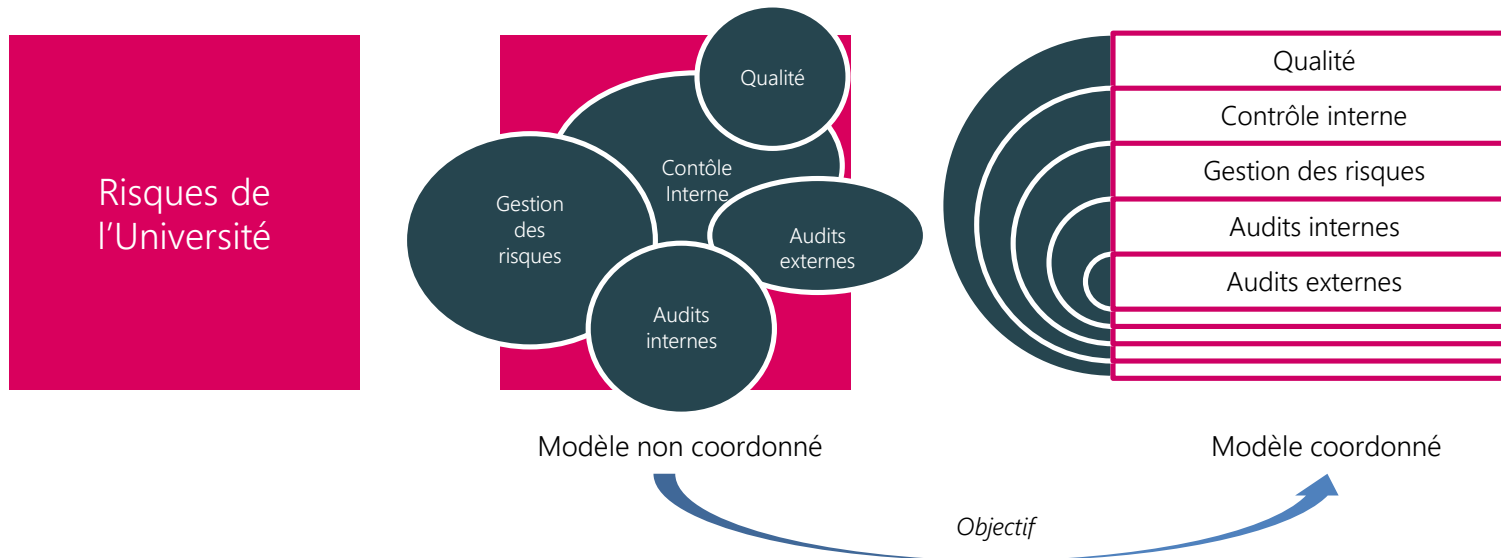 Risques de
l'Université
Qualité
Contôle
Interne
Gestion
des
risques
Audits
externes
Audits
internes
Modèle non coordonné
Qualité
Contrôle interne
Gestion des risques
Audits internes
Audits externes
Modèle coordonné
Objectif